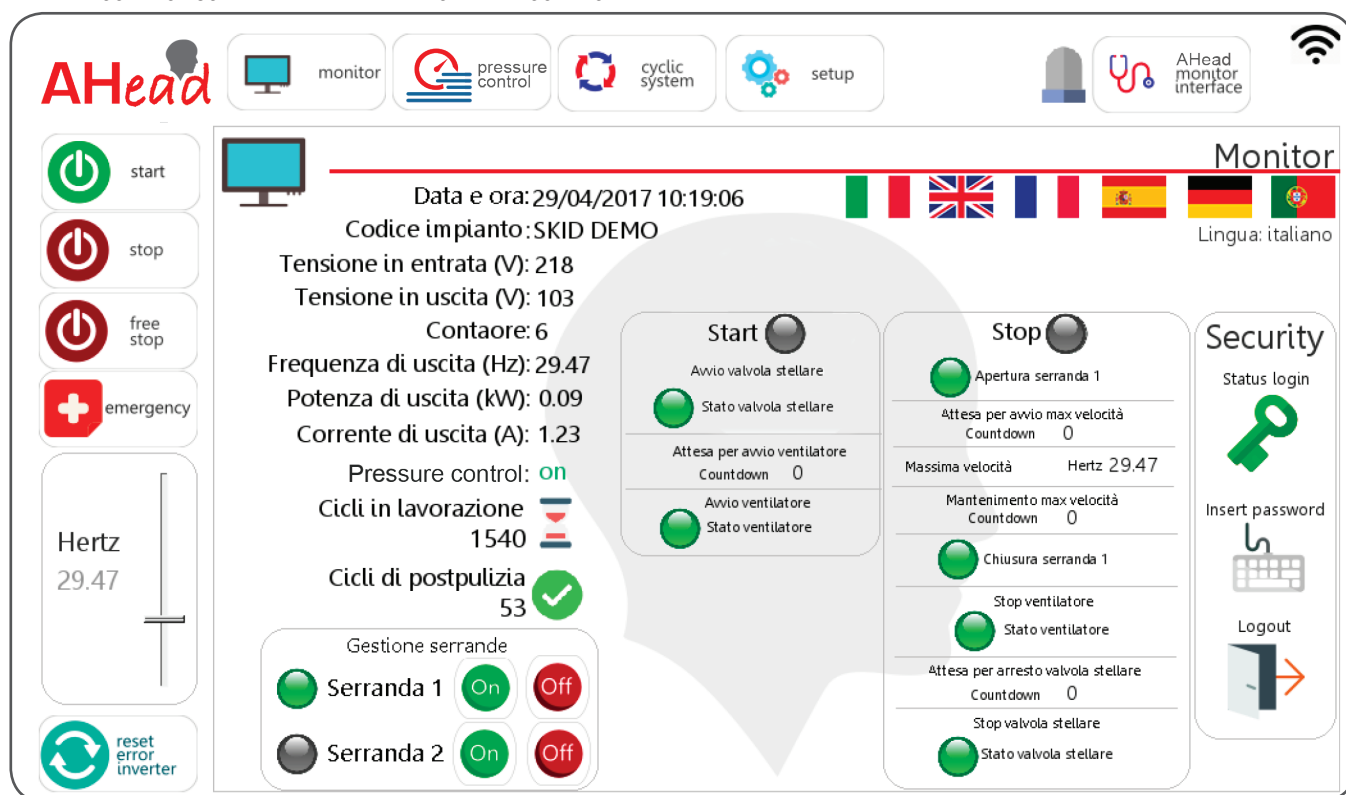 AHead
monitor
pressure
control
cyclic
system
setup
AHead
monitor
interface
start
stop
free
stop
emergency
Hertz
29.47
reset
error
inverter
Monitor
Lingua: italiano
Data e ora: 29/04/2017 10:19:06
Codice impianto : SKID DEMO
Tensione in entrata (V): 218
Tensione in uscita (V): 103
Contaore: 6
Frequenza di uscita (Hz): 29.47
Potenza di uscita (kW): 0.09
Corrente di uscita (A): 1.23
Pressure control: on
Cicli in lavorazione
1540
Cicli di postpulizia
53
Gestione serrande
Serranda 1 On Off
Serranda 2 On Off
Start
Avvio valvola stellare
Stato valvola stellare
Attesa per avvio ventilatore
Countdown 0
Avvio ventilatore
Stato ventilatore
Stop
Apertura serranda 1
Attesa per avvio max velocità
Countdown 0
Massima velocità Hertz 29.47
Mantenimento max velocità
Countdown 0
Chiusura serranda 1
Stop ventilatore
Stato ventilatore
Attesa per arresto valvola stellare
Countdown 0
Stop valvola stellare
Stato valvola stellare
Security
Status login
Insert password
Logout